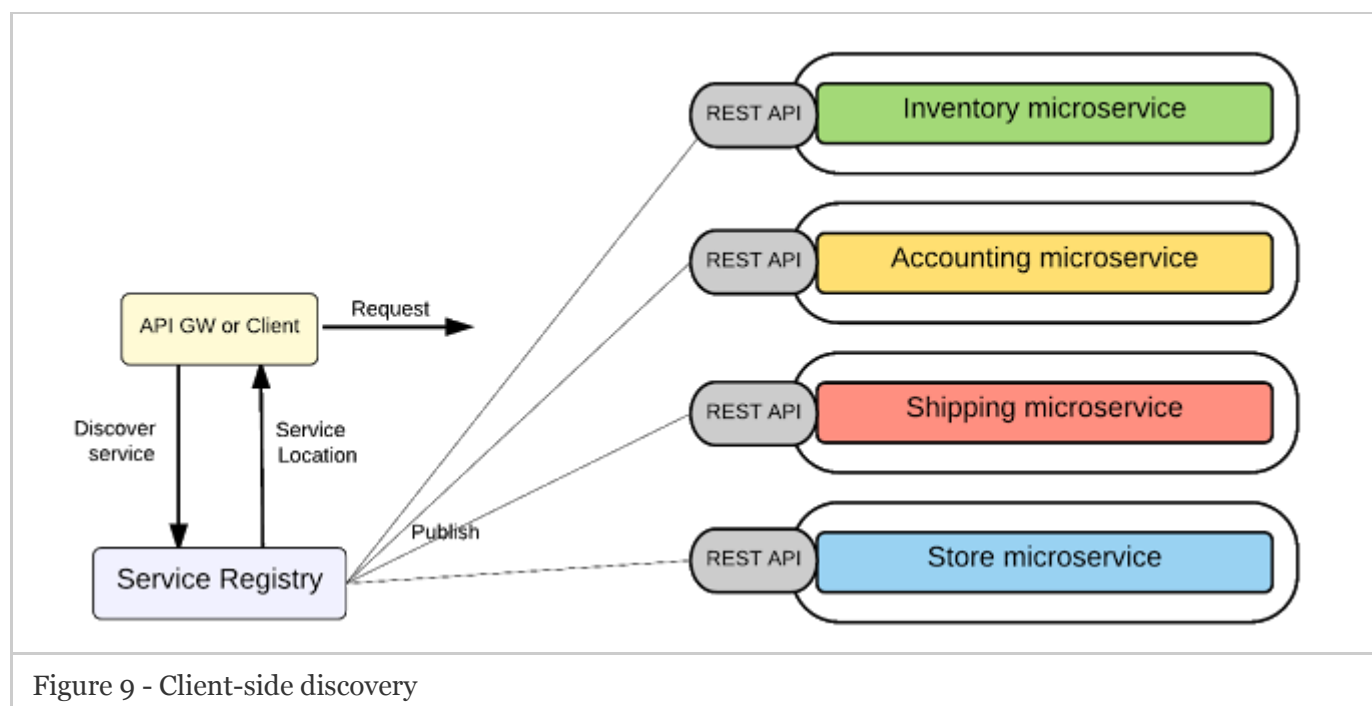 REST API
Inventory microservice
REST API
Accounting microservice
Request
API GW or Client
REST API
Shipping microservice
Discover
service
Service
Location
Publish
REST API
Store microservice
Service Registry
Figure 9 - Client-side discovery